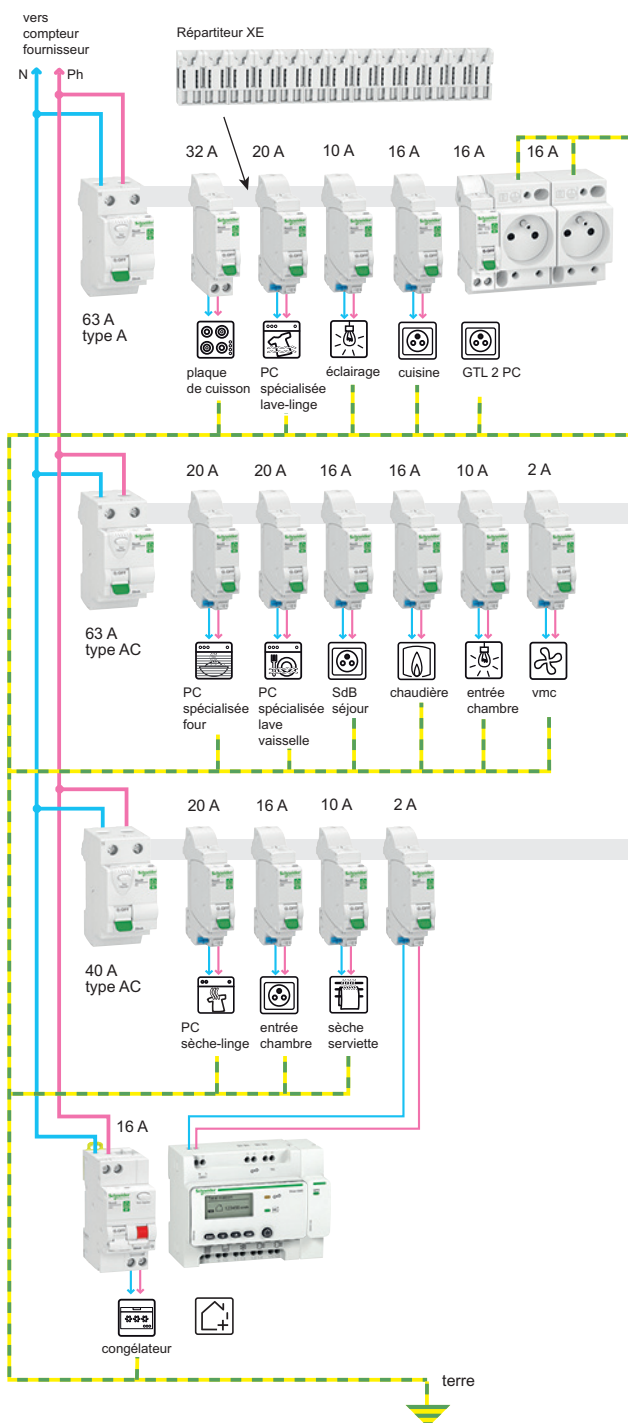 vers
compteur
fournisseur
N Ph
Répartiteur XE
32 A 20 A 10 A 16 A 16 A 16 A
63 A
type A
plaque
de cuisson
PC
spécialisée
lave-linge
éclairage
cuisine
GTL 2 PC
20 A 20 A 16 A 16 A 10 A 2 A
63 A
type AC
PC
spécialisée
four
PC
spécialisée
lave
vaisselle
SdB
séjour
chaudière
entrée
chambre
vmc
20 A 16 A 10 A 2 A
40 A
type AC
PC
sèche-linge
entrée
chambre
sèche
serviette
16 A
Schneider
congélateur
terre